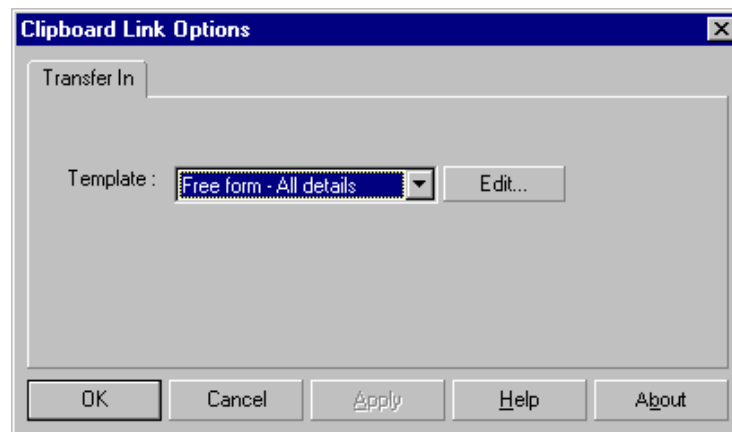 Clipboard Link Options
Transfer In
Template : Free form - All details Edit...
OK Cancel Apply Help About